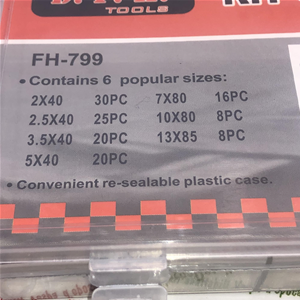 TOOLS
KIT
FH-799
• Contains 6 popular sizes:
2X40 30PC 7X80 16PC
2.5X40 25PC 10X80 8PC
3.5X40 20PC 13X85 8PC
5X40 20PC
• Convenient re-sealable plastic case.